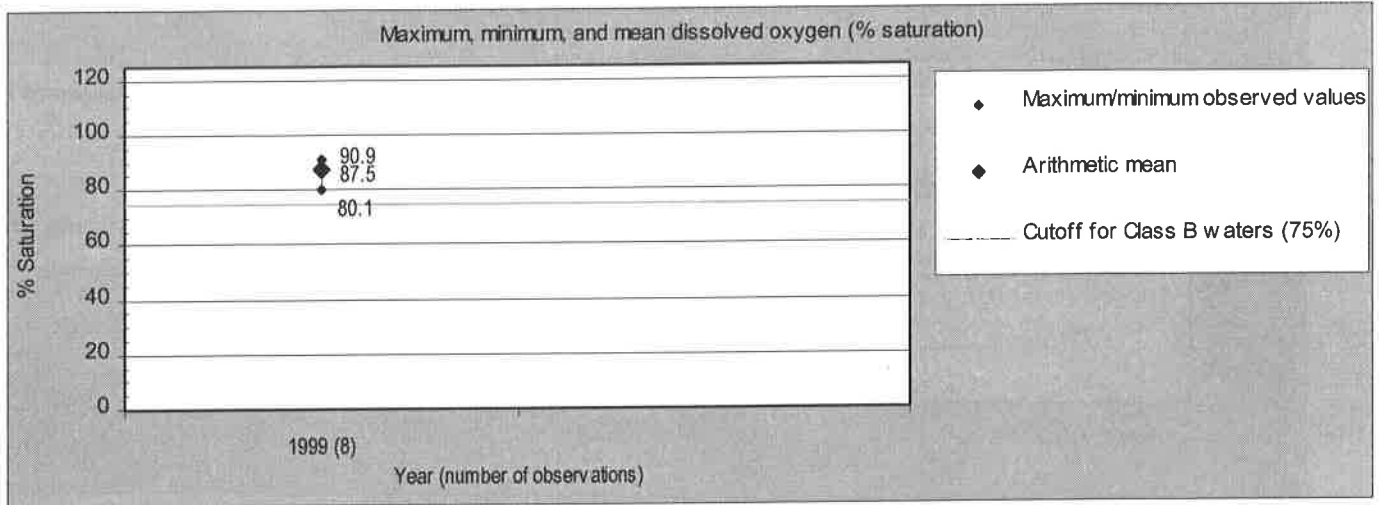 Maximum, minimum, and mean dissolved oxygen (% saturation)
% Saturation
120
100
80
60
40
20
0
90.9
87.5
80.1
1999 (8)
Year (number of observations)
Maximum/minimum observed values
Arithmetic mean
Cutoff for Class B waters (75%)